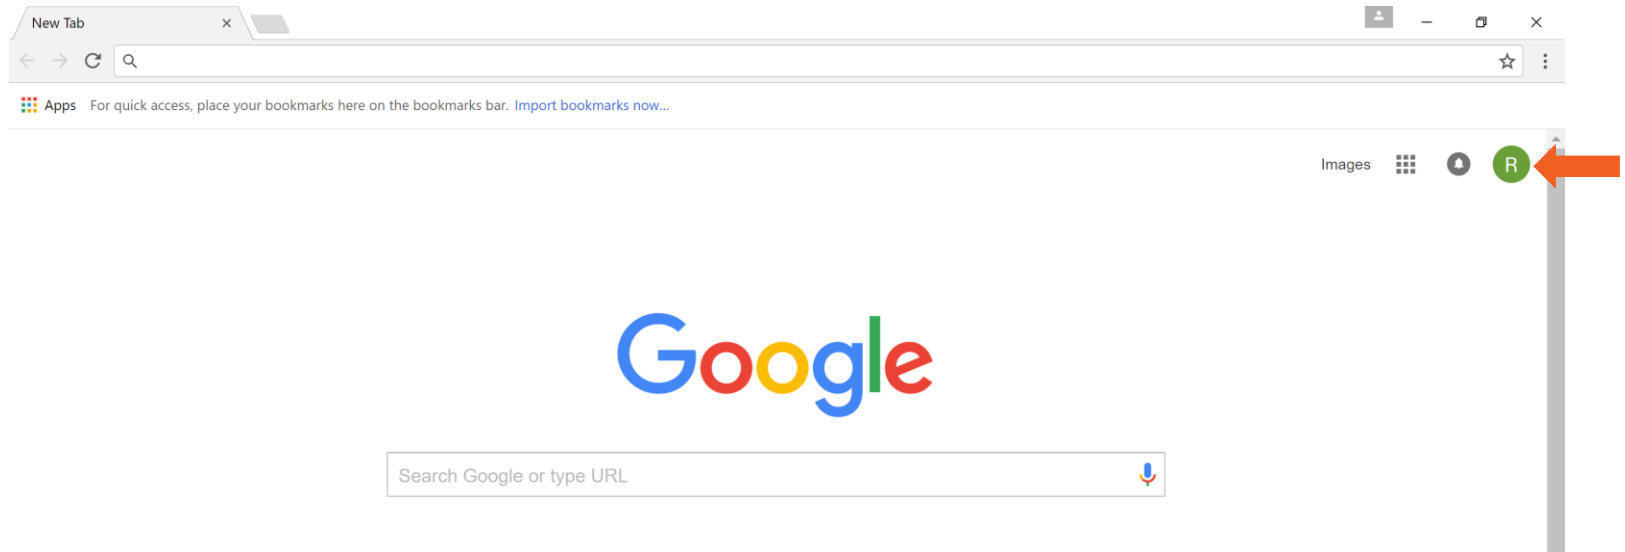 New Tab
Apps For quick access, place your bookmarks here on the bookmarks bar. Import bookmarks now...
Images R
Google
Search Google or type URL